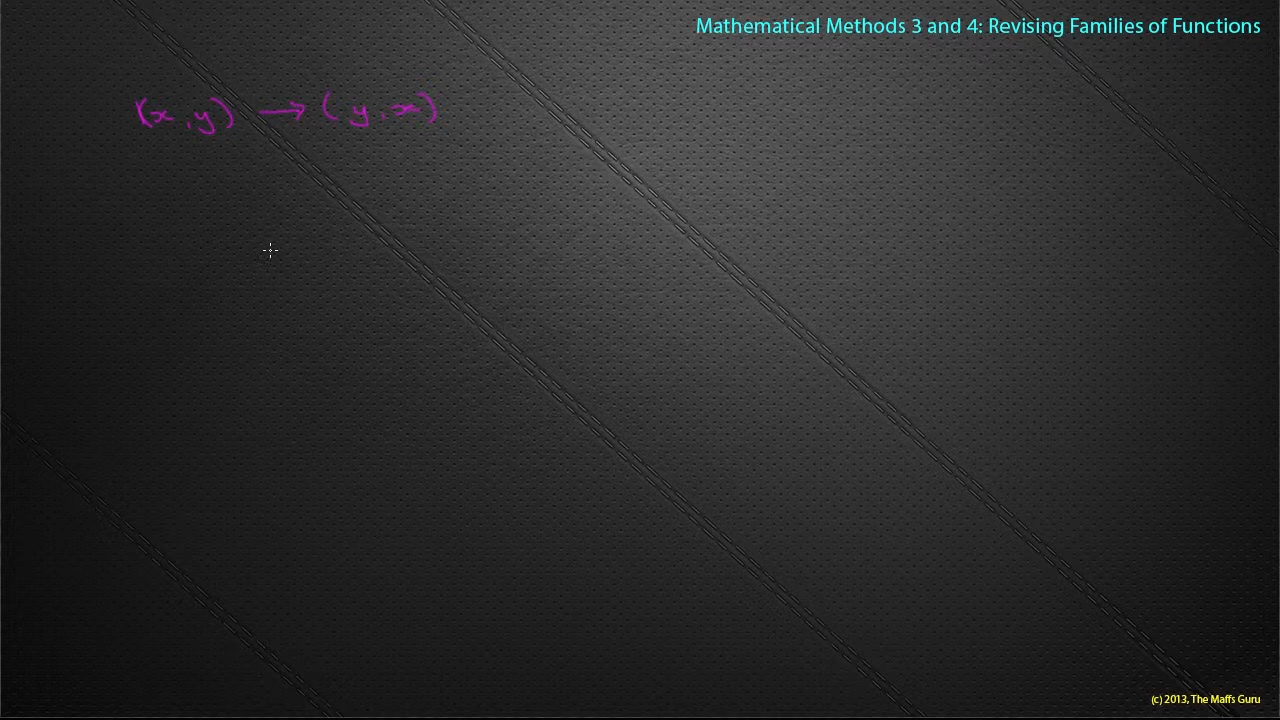 Mathematical Methods 3 and 4: Revising Families of Functions
(x, y) → (y, x)
(c) 2013, The Maffs Guru